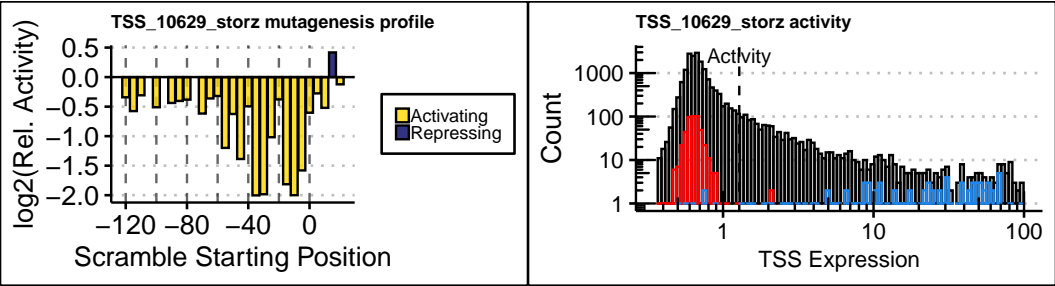 TSS_10629_storz mutagenesis profile
log2(Rel. Activity)
0.5
0.0
−0.5
−1.0
−1.5
−2.0
−120 −80 −40 0
Scramble Starting Position
Activating
Repressing
TSS_10629_storz activity
Activity
Count
1000
100
10
1
1 10 100
TSS Expression